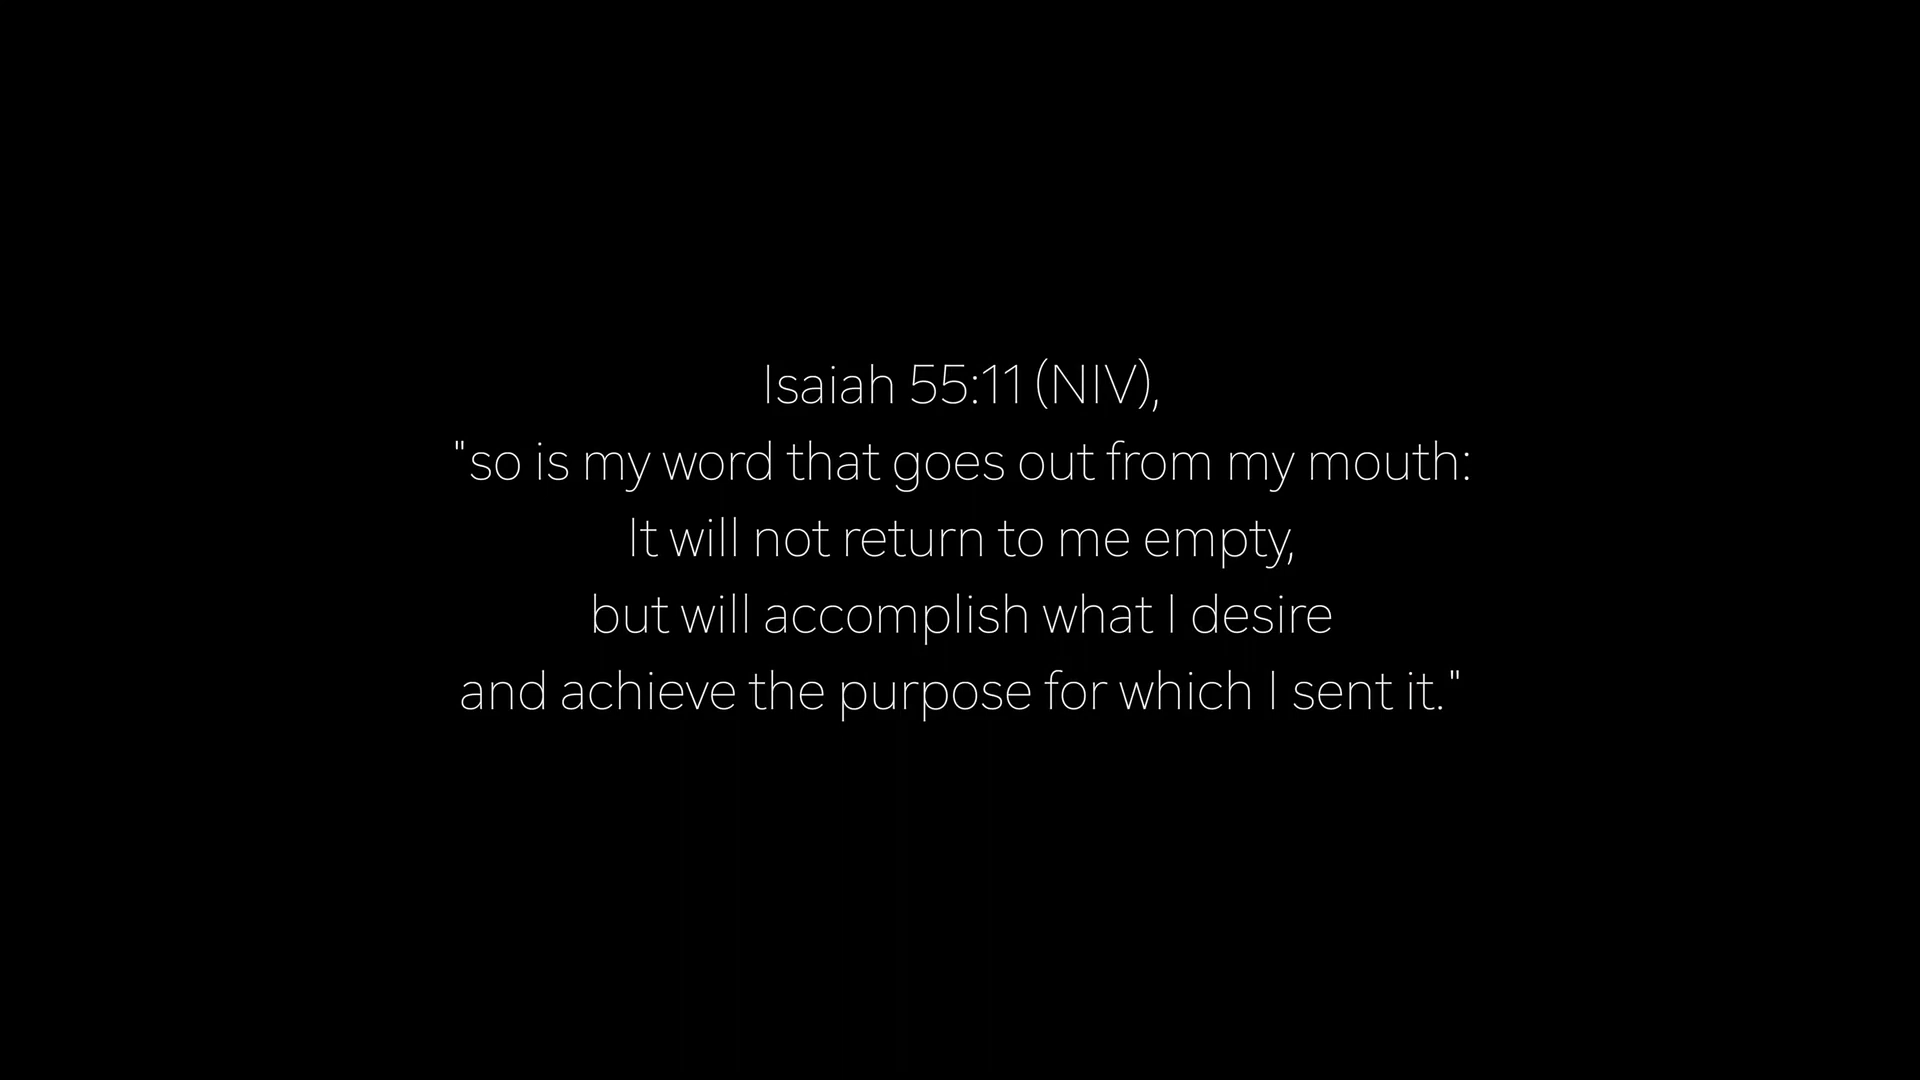 Isaiah 55:11 (NIV),
"so is my word that goes out from my mouth:
It will not return to me empty,
but will accomplish what I desire
and achieve the purpose for which I sent it."